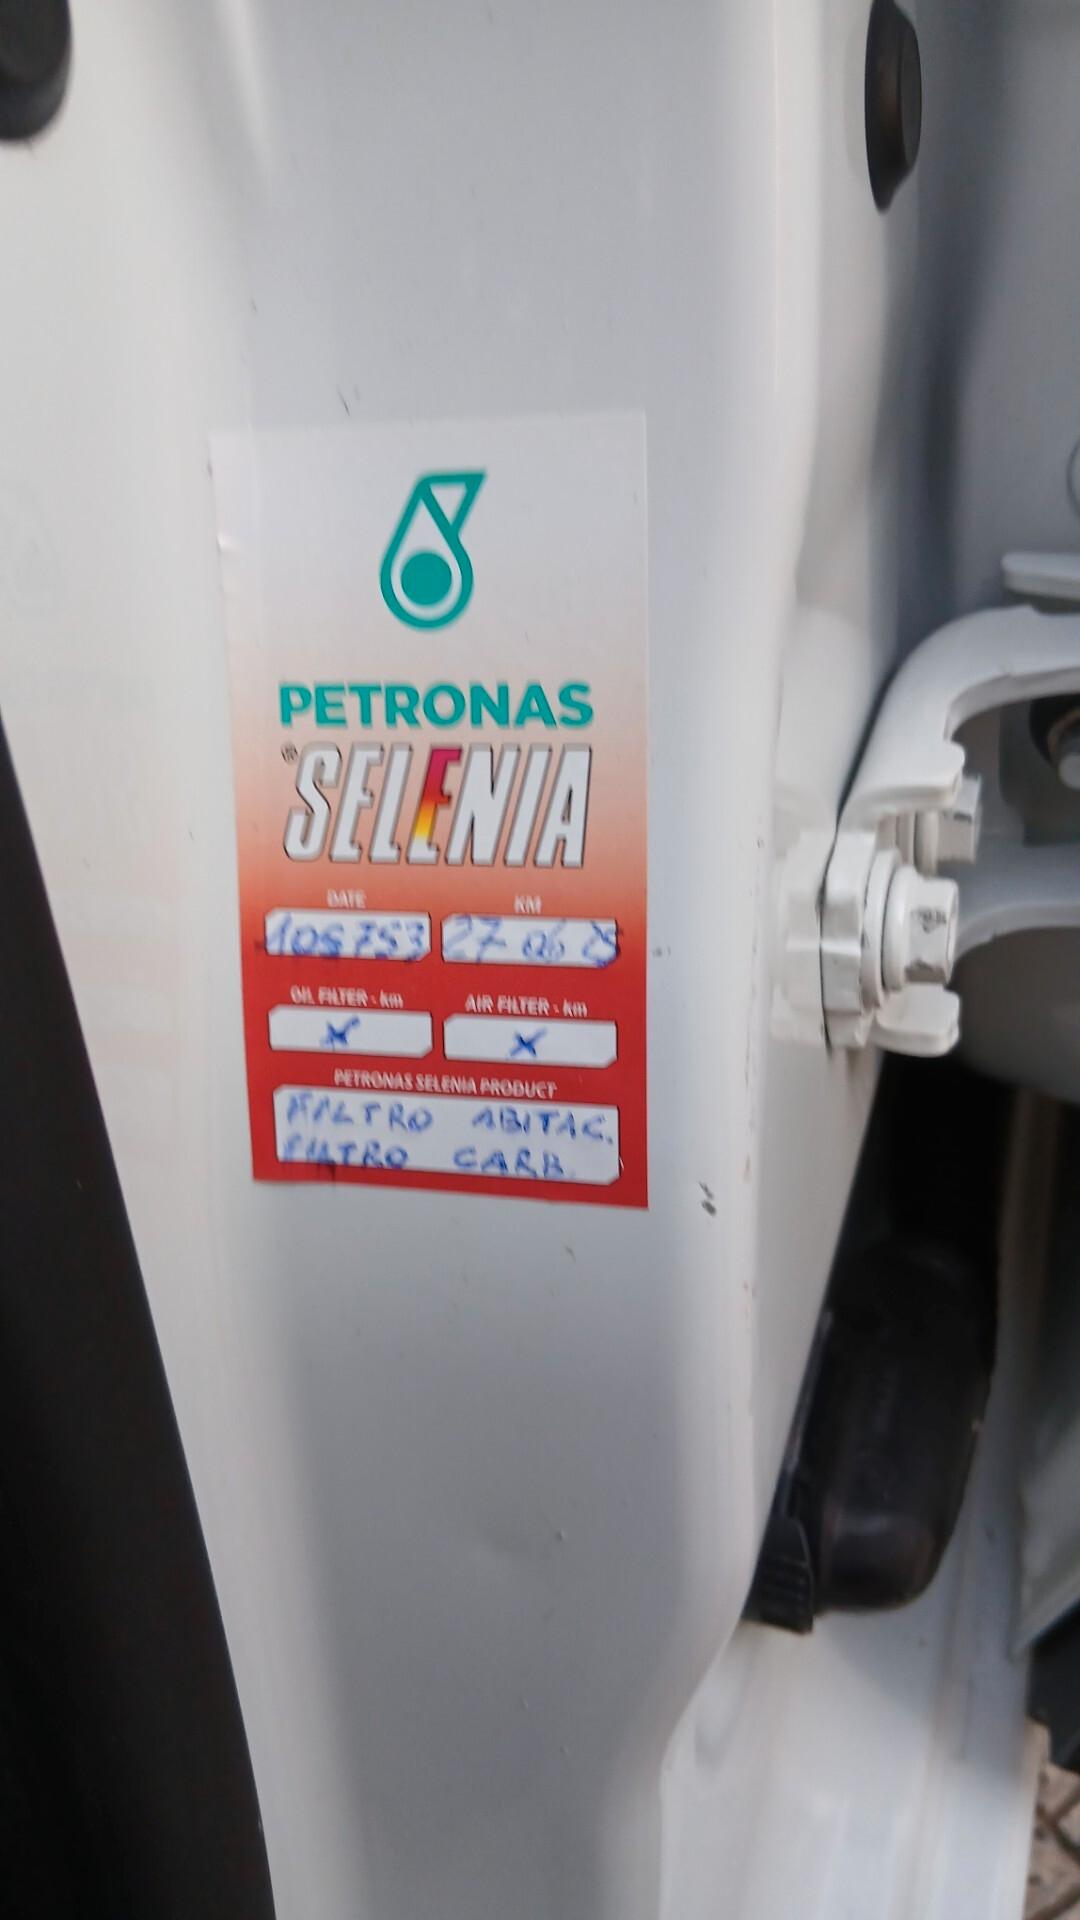 PETRONAS
® SELENIA
DATE KM
105753 27 06 25
OIL FILTER - km AIR FILTER - km
x x
PETRONAS SELENIA PRODUCT
FILTRO ABITAC.
FILTRO CARB.